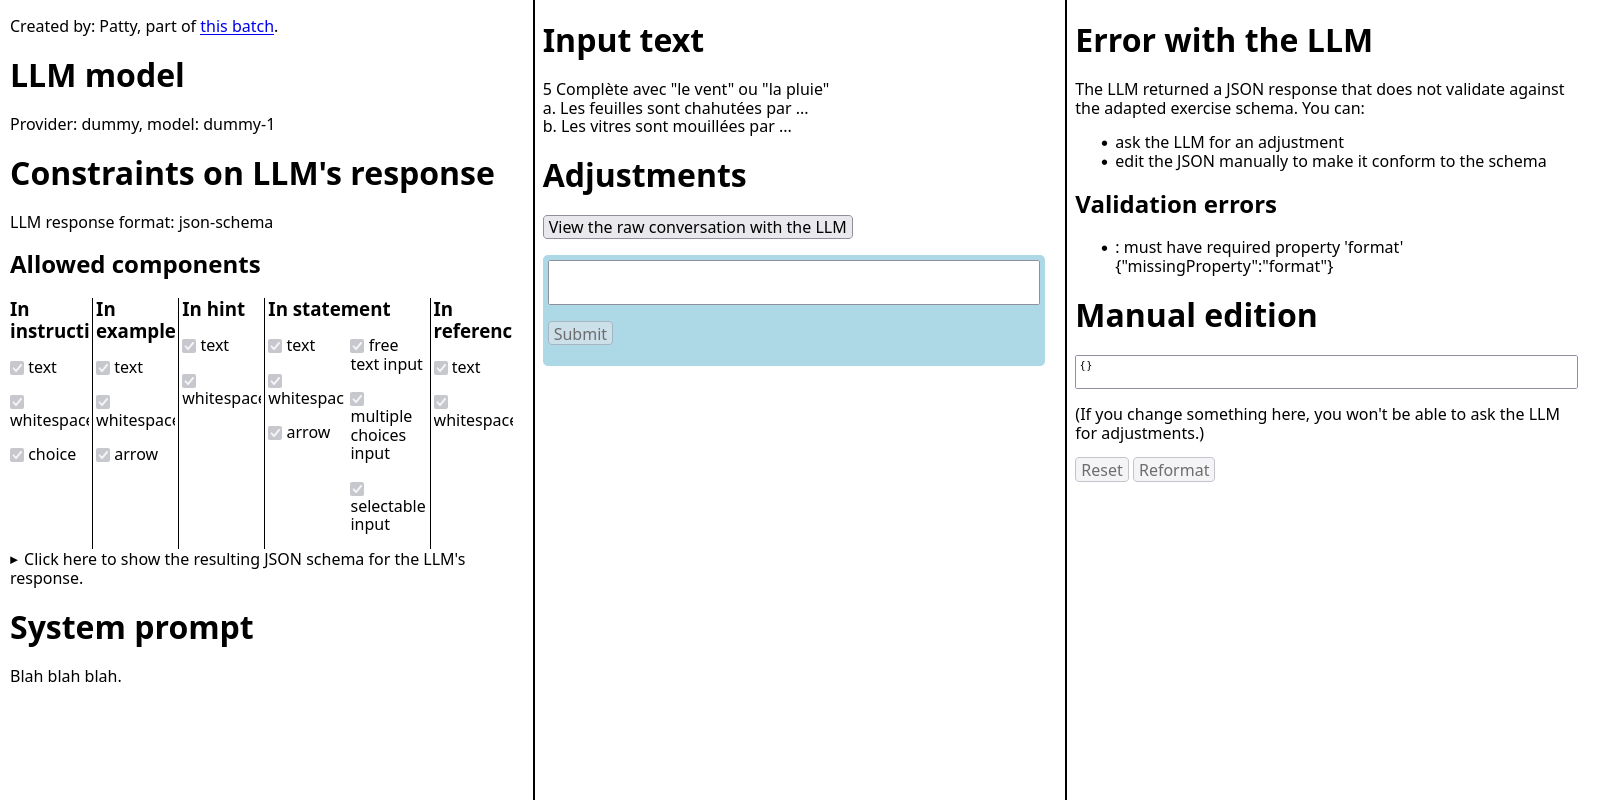 Created by: Patty, part of this batch.
LLM model
Provider: dummy, model: dummy-1
Constraints on LLM's response
LLM response format: json-schema
Allowed components
In
instructi
text
whitespace
choice
In
example
text
whitespace
arrow
In hint
text
whitespace
In statement
text
whitespac
arrow
free
text input
multiple
choices
input
selectable
input
In
referenc
text
whitespace
▸ Click here to show the resulting JSON schema for the LLM's
response.
System prompt
Blah blah blah.
Input text
5 Complète avec "le vent" ou "la pluie"
a. Les feuilles sont chahutées par ...
b. Les vitres sont mouillées par ...
Adjustments
View the raw conversation with the LLM
Submit
Error with the LLM
The LLM returned a JSON response that does not validate against
the adapted exercise schema. You can:
• ask the LLM for an adjustment
• edit the JSON manually to make it conform to the schema
Validation errors
• : must have required property 'format'
{"missingProperty":"format"}
Manual edition
{}
(If you change something here, you won't be able to ask the LLM
for adjustments.)
Reset Reformat